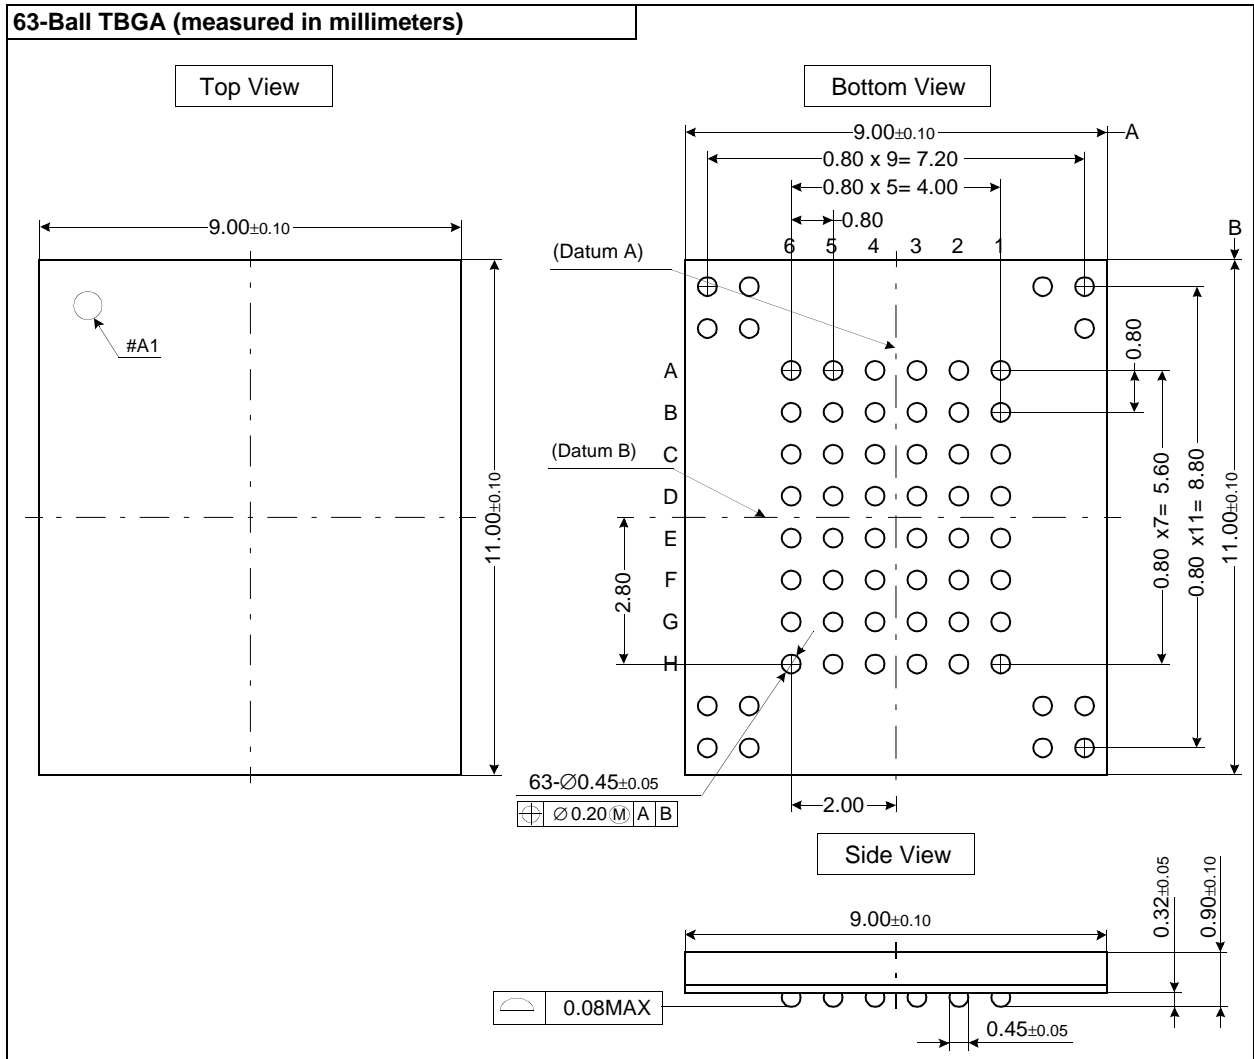 63-Ball TBGA (measured in millimeters)
Top View
Bottom View
9.00±0.10
A
0.80 x 9= 7.20
0.80 x 5= 4.00
0.80
B
9.00±0.10
6 5 4 3 2 1
(Datum A)
#A1
0.80
A
B
(Datum B)
C
D
E
F
G
H
11.00±0.10
2.80
0.80 x7= 5.60
0.80 x11= 8.80
11.00±0.10
63-∅0.45±0.05
∅0.20 Ⓜ A B
2.00
Side View
9.00±0.10
0.32±0.05
0.90±0.10
0.08MAX
0.45±0.05